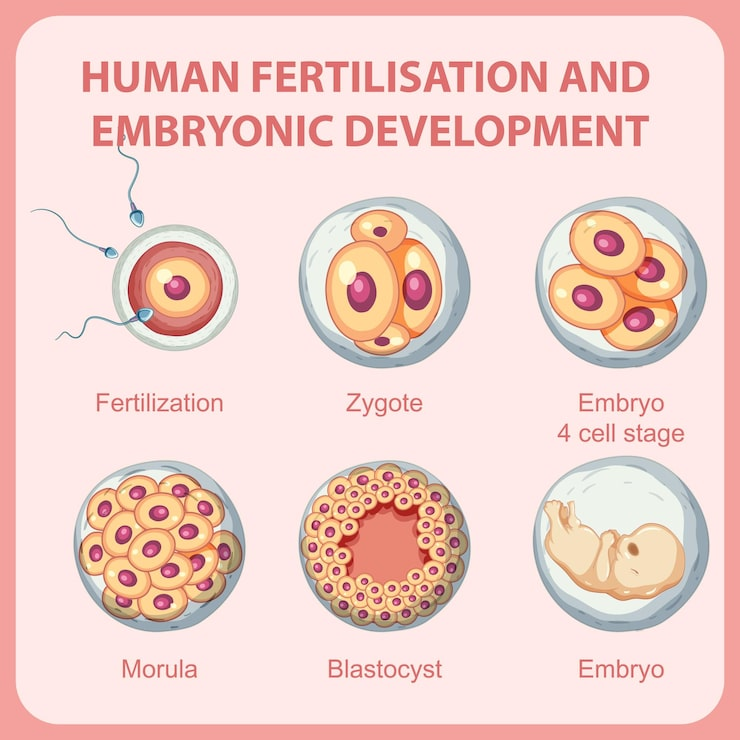 HUMAN FERTILISATION AND
EMBRYONIC DEVELOPMENT
Fertilization
Zygote
Embryo
4 cell stage
Morula
Blastocyst
Embryo